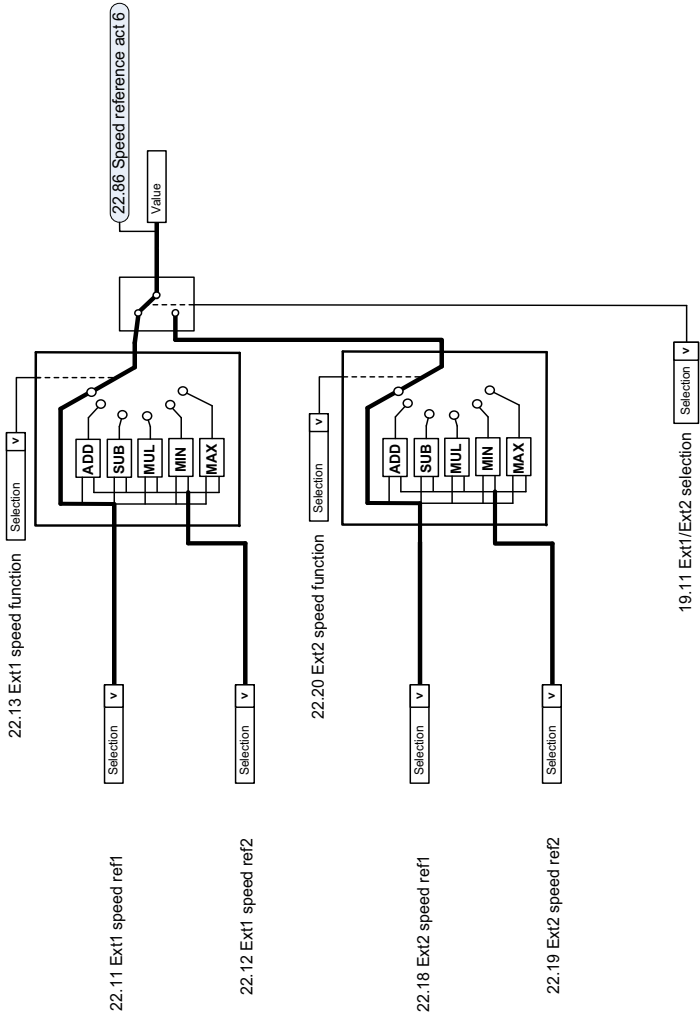 22.13 Ext1 speed function
Selection v
22.11 Ext1 speed ref1
Selection v
22.12 Ext1 speed ref2
Selection v
ADD
SUB
MUL
MIN
MAX
22.86 Speed reference act 6
Value
22.20 Ext2 speed function
Selection v
22.18 Ext2 speed ref1
Selection v
22.19 Ext2 speed ref2
Selection v
ADD
SUB
MUL
MIN
MAX
19.11 Ext1/Ext2 selection
Selection v